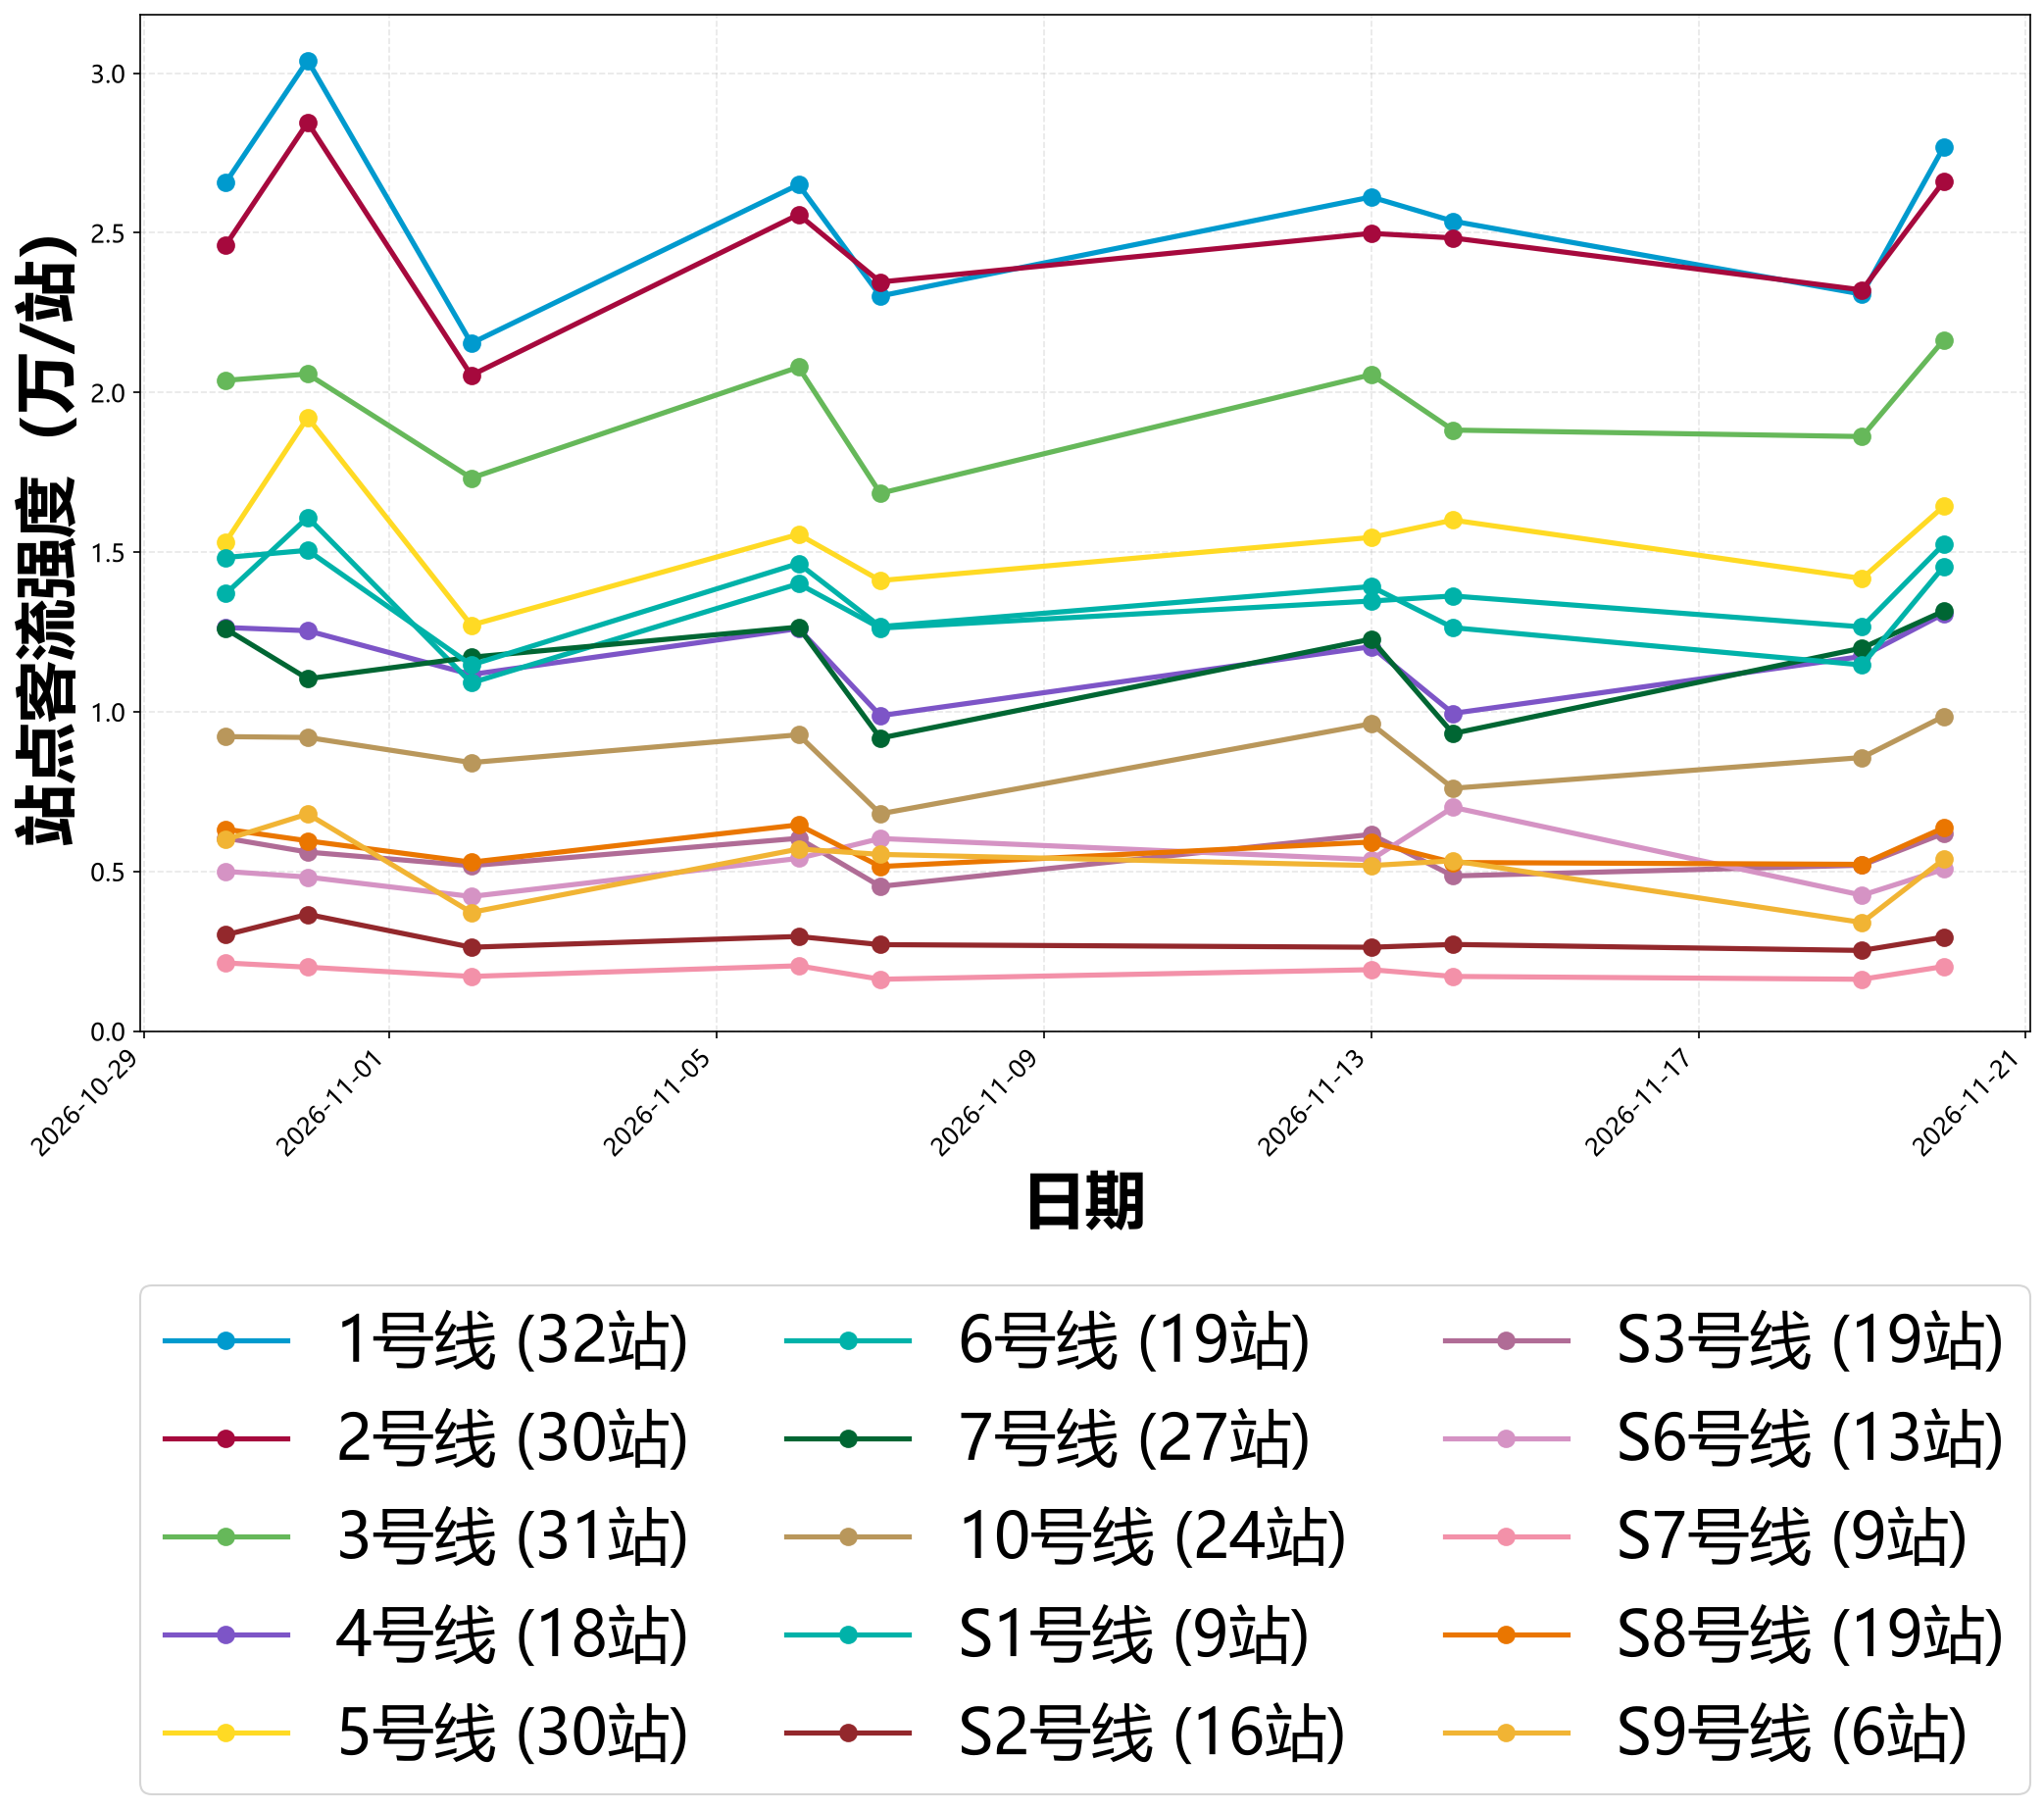 站点客流强度 (万/站)
3.0
2.5
2.0
1.5
1.0
0.5
0.0
2026-10-29
2026-11-01
2026-11-05
2026-11-09
2026-11-13
2026-11-17
2026-11-21
日期
1号线 (32站)
2号线 (30站)
3号线 (31站)
4号线 (18站)
5号线 (30站)
6号线 (19站)
7号线 (27站)
10号线 (24站)
S1号线 (9站)
S2号线 (16站)
S3号线 (19站)
S6号线 (13站)
S7号线 (9站)
S8号线 (19站)
S9号线 (6站)